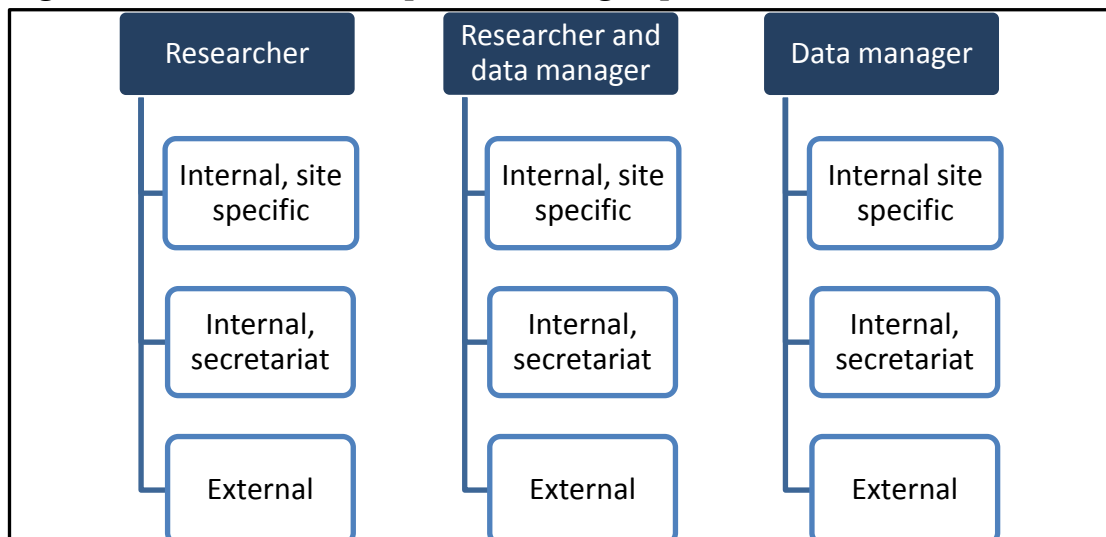 Researcher
Internal, site
specific
Internal,
secretariat
External
Researcher and
data manager
Internal, site
specific
Internal,
secretariat
External
Data manager
Internal site
specific
Internal,
secretariat
External